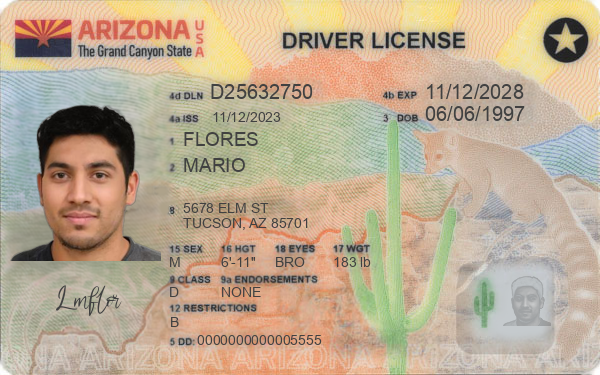 ARIZONA USA
The Grand Canyon State
DRIVER LICENSE
4d DLN D25632750
4b EXP 11/12/2028
4a ISS 11/12/2023
3 DOB 06/06/1997
1 FLORES
2 MARIO
8 5678 ELM ST
TUCSON, AZ 85701
15 SEX 16 HGT 18 EYES 17 WGT
M 6'-11" BRO 183 lb
9 CLASS 9a ENDORSEMENTS
D NONE
12 RESTRICTIONS
B
5 DD: 0000000000005555
ARIZONA ARIZONA ARIZONA ARIZONA